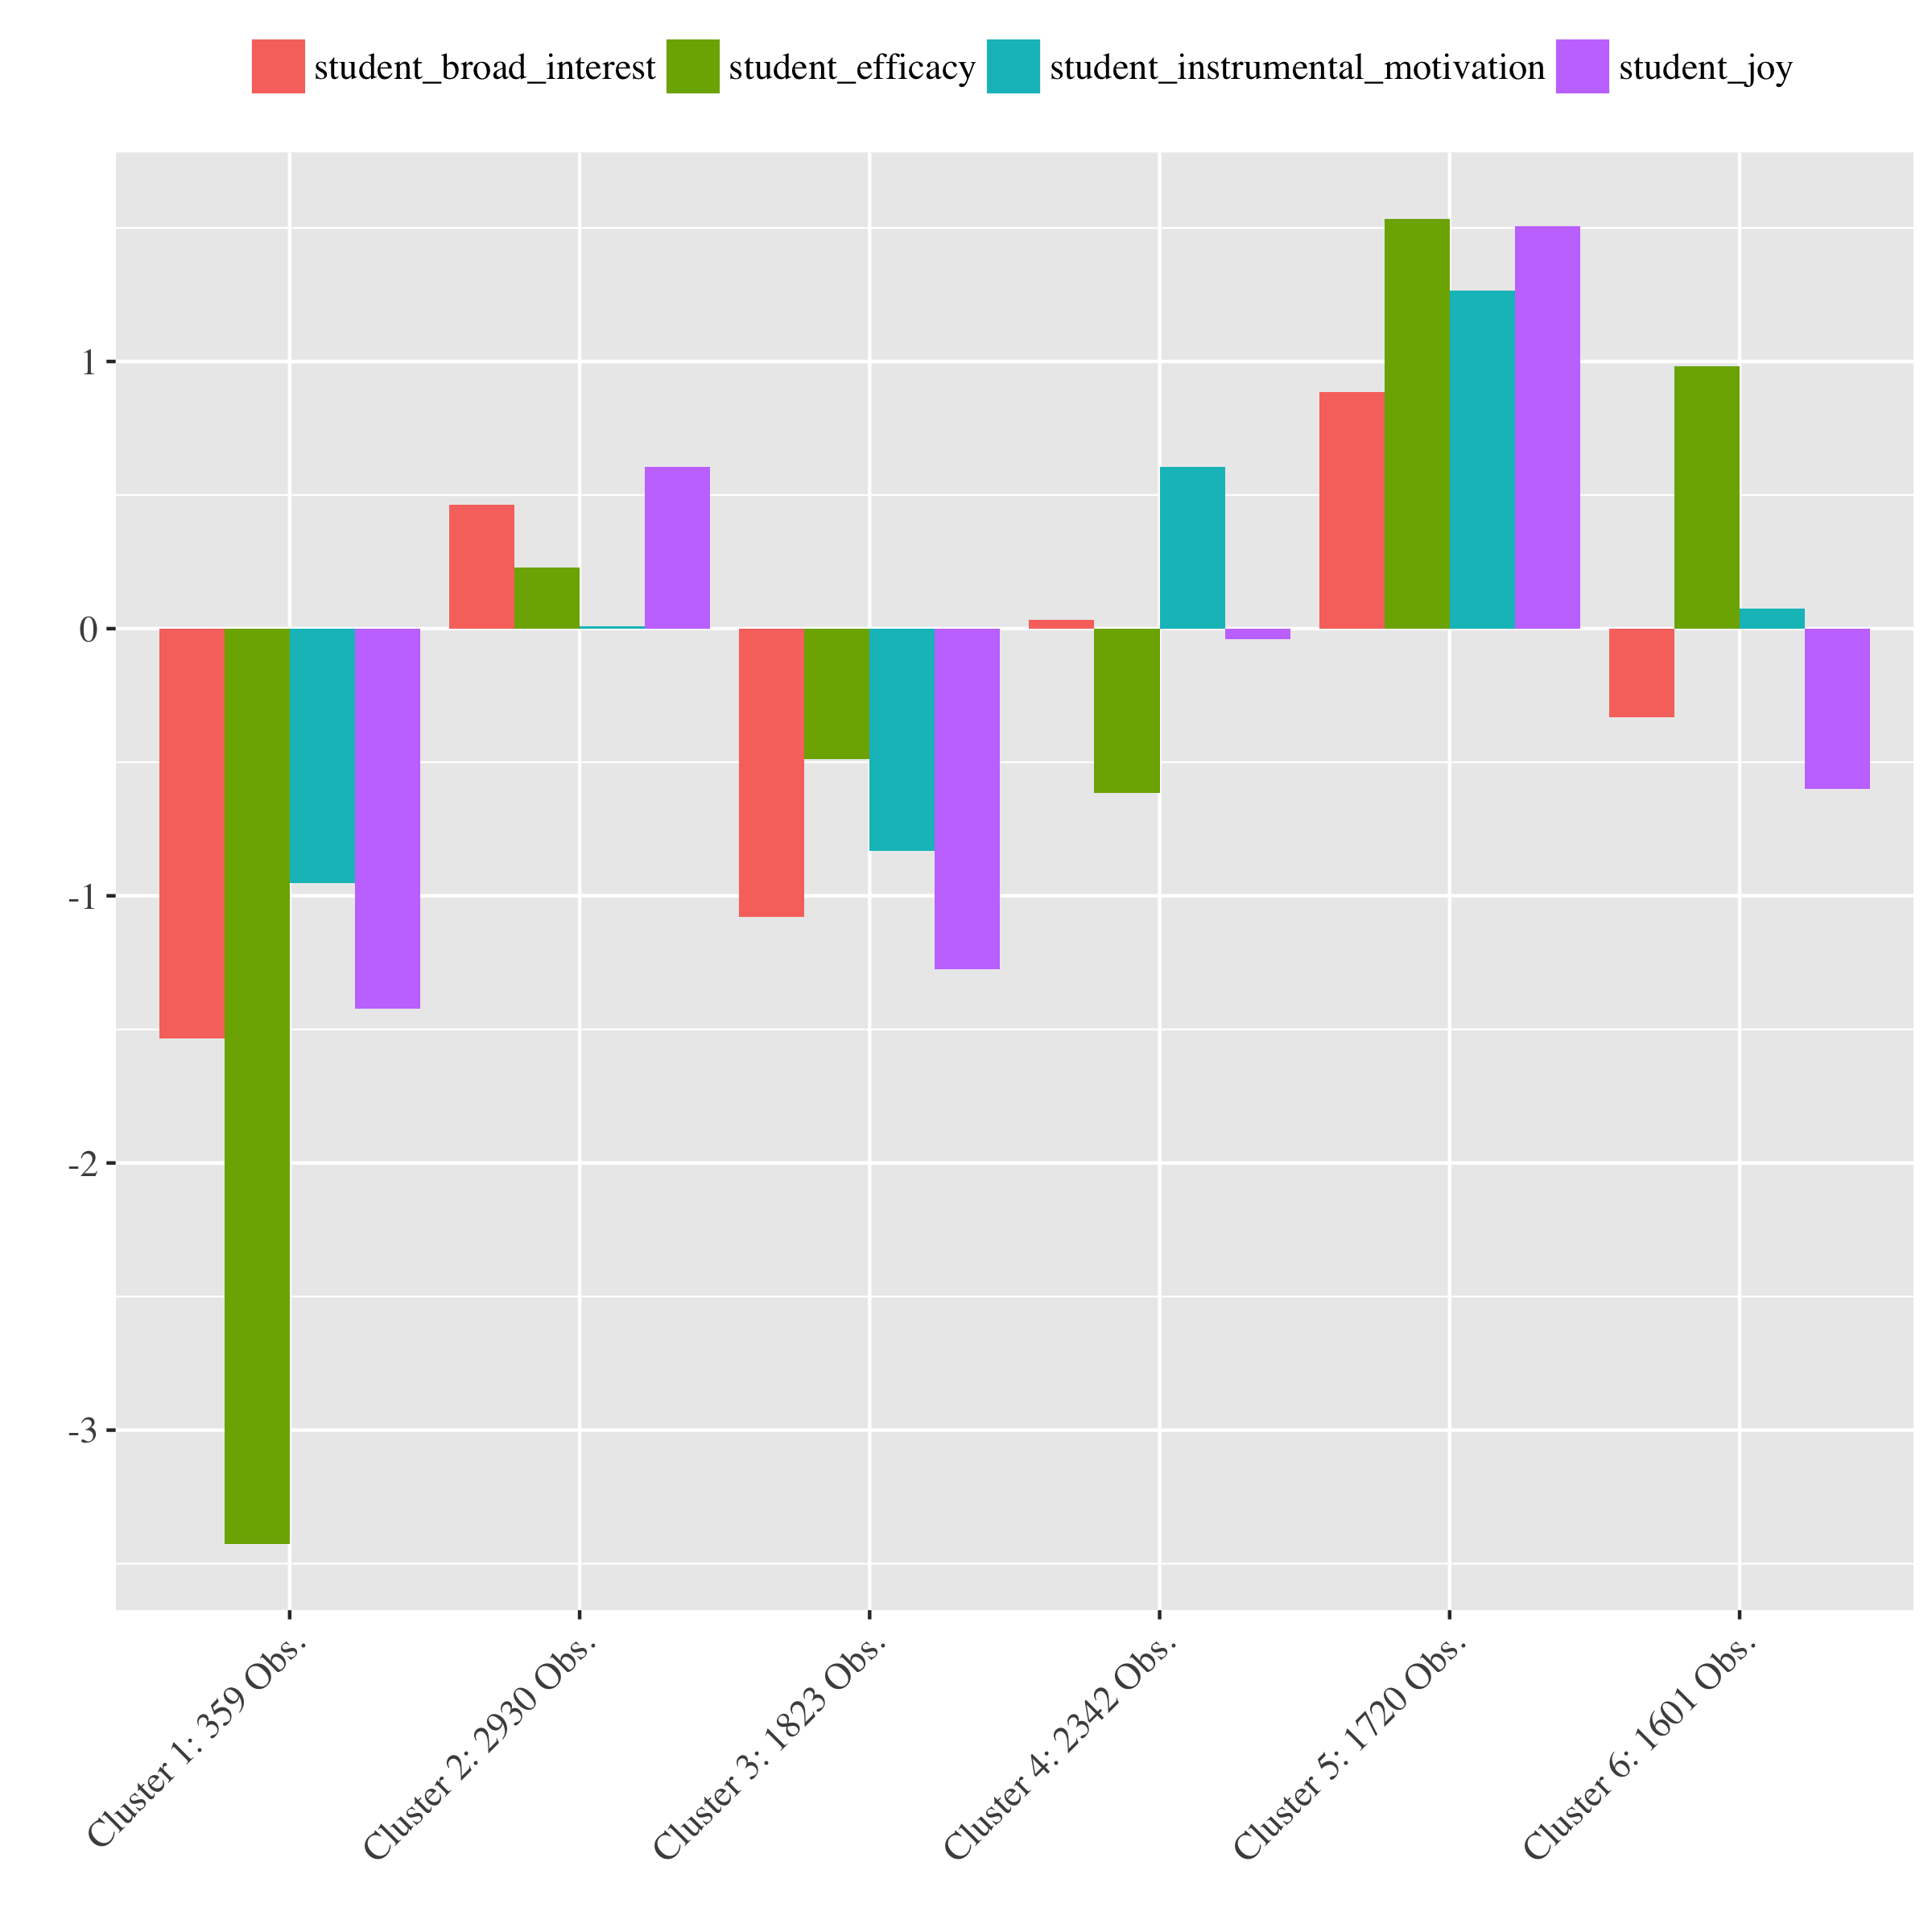 student_broad_interest student_efficacy student_instrumental_motivation student_joy
1
0
-1
-2
-3
Cluster 1: 359 Obs.
Cluster 2: 2930 Obs.
Cluster 3: 1823 Obs.
Cluster 4: 2342 Obs.
Cluster 5: 1720 Obs.
Cluster 6: 1601 Obs.